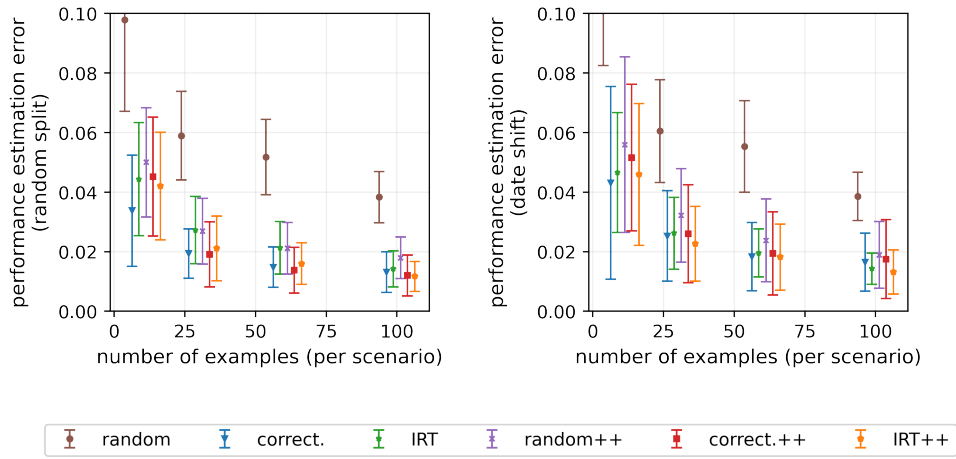 performance estimation error
(random split)
0.10
0.08
0.06
0.04
0.02
0.00
0
25
50
75
100
number of examples (per scenario)
performance estimation error
(date shift)
0.10
0.08
0.06
0.04
0.02
0.00
0
25
50
75
100
number of examples (per scenario)
random
correct.
IRT
random++
correct.++
IRT++